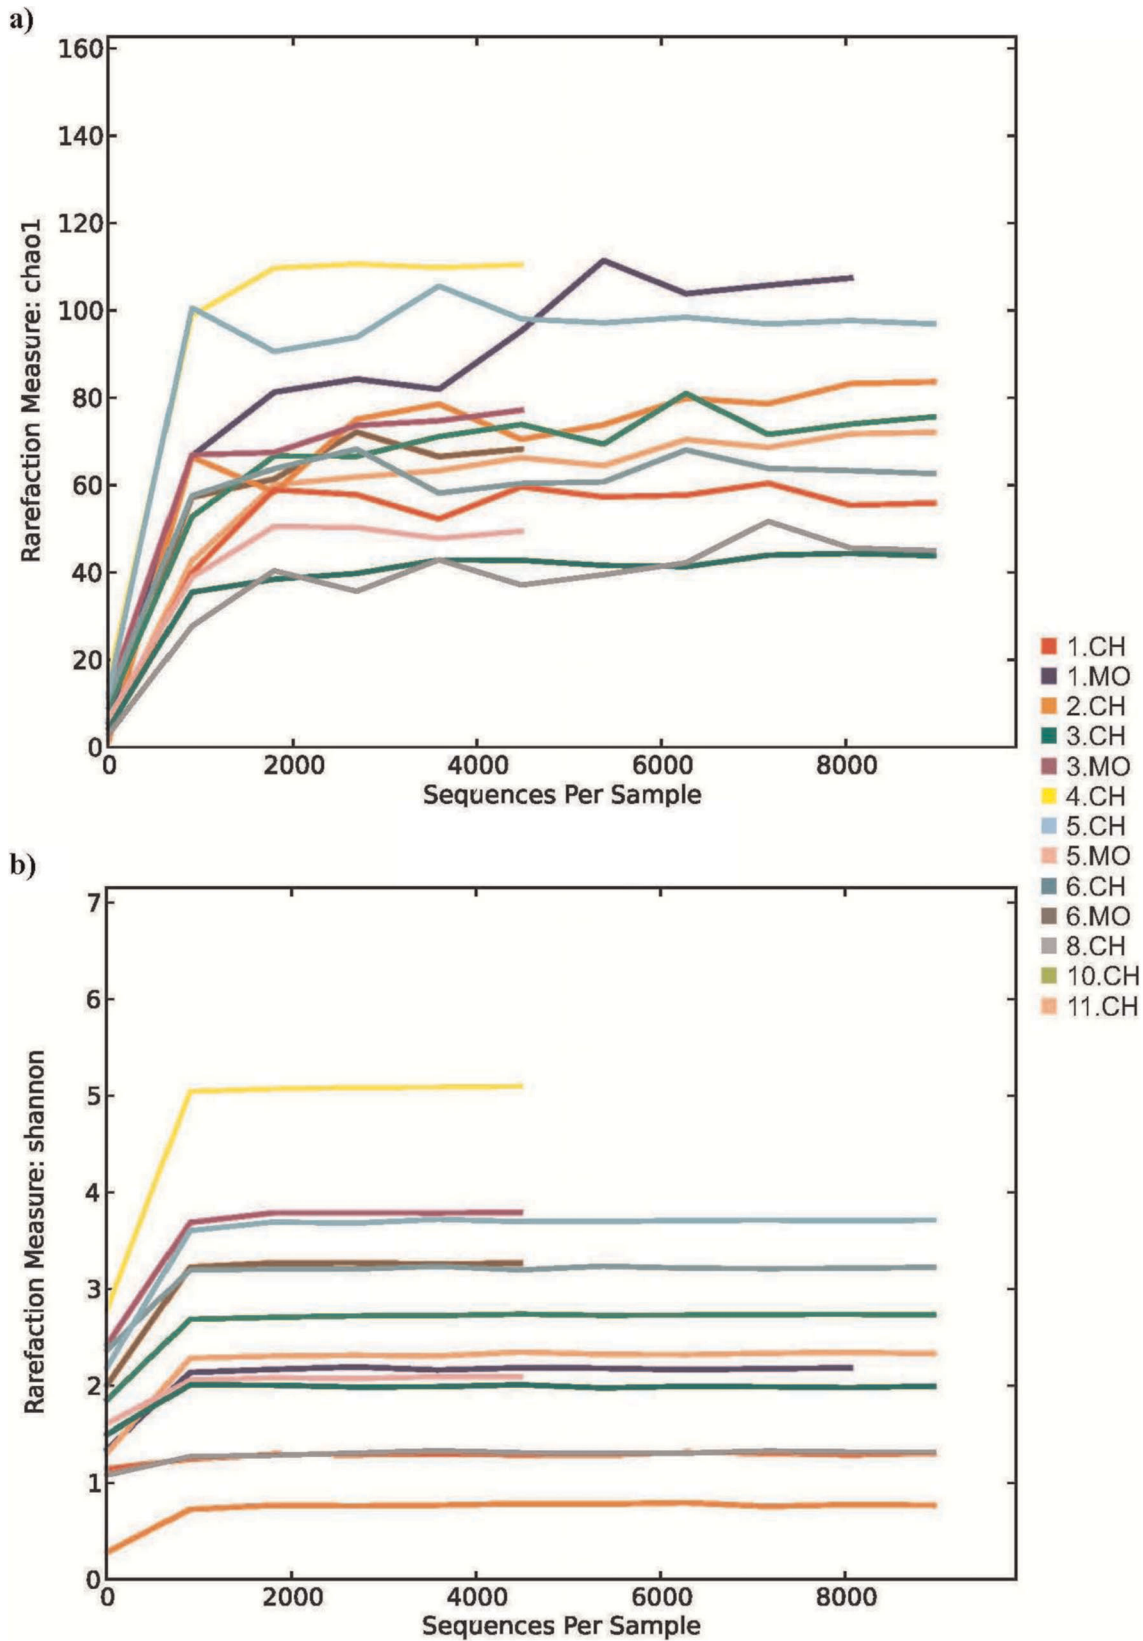 a)
160
140
120
100
80
60
40
20
0
Rarefaction Measure: chao1
0 2000 4000 6000 8000
Sequences Per Sample
1.CH
1.MO
2.CH
3.CH
3.MO
4.CH
5.CH
5.MO
6.CH
6.MO
8.CH
10.CH
11.CH
b)
7
6
5
4
3
2
1
0
Rarefaction Measure: shannon
0 2000 4000 6000 8000
Sequences Per Sample